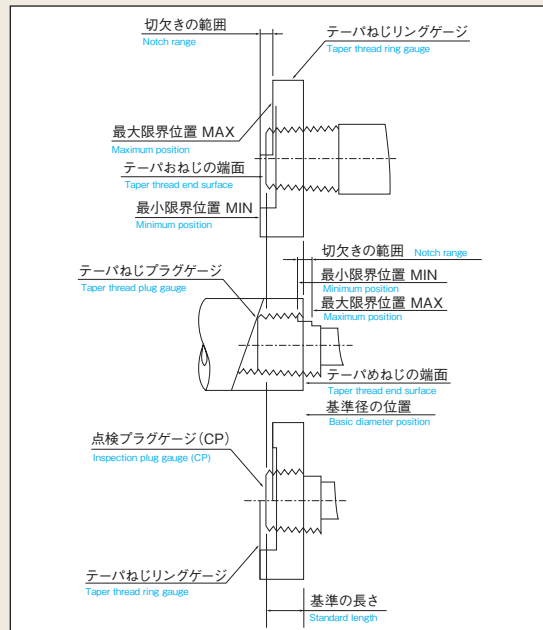 切欠きの範囲
Notch range
テーパねじリングゲージ
Taper thread ring gauge
最大限界位置 MAX
Maximum position
テーパおねじの端面
Taper thread end surface
最小限界位置 MIN
Minimum position
切欠きの範囲 Notch range
最小限界位置 MIN
Minimum position
最大限界位置 MAX
Maximum position
テーパねじプラグゲージ
Taper thread plug gauge
テーパめねじの端面
Taper thread end surface
基準径の位置
Basic diameter position
点検プラグゲージ(CP)
Inspection plug gauge (CP)
テーパねじリングゲージ
Taper thread ring gauge
基準の長さ
Standard length